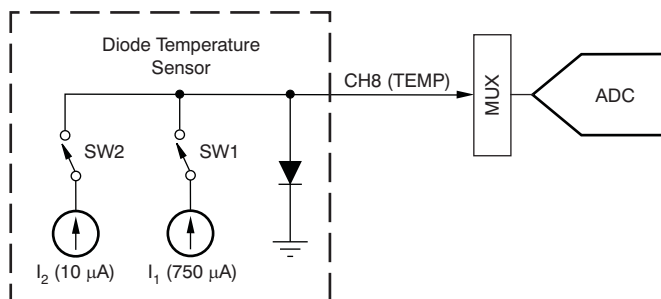 Diode Temperature
Sensor
CH8 (TEMP)
MUX
ADC
SW2
SW1
I₂ (10 µA)
I₁ (750 µA)